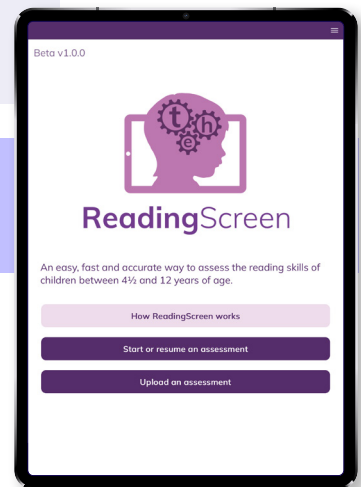 Beta v1.0.0
t h
e
ReadingScreen
An easy, fast and accurate way to assess the reading skills of
children between 4½ and 12 years of age.
How ReadingScreen works
Start or resume an assessment
Upload an assessment